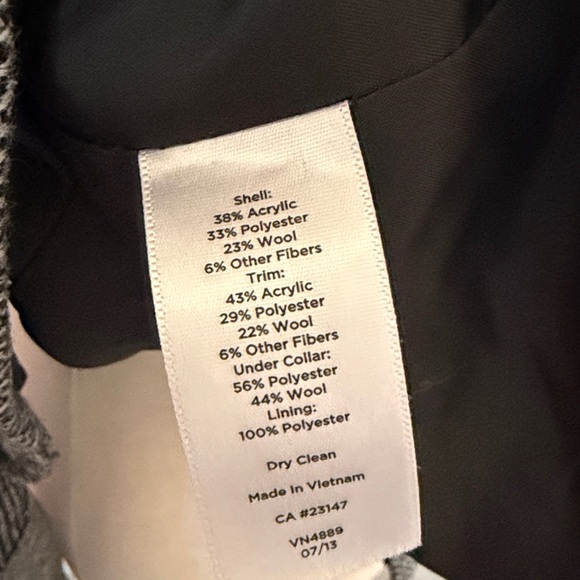 Shell:
38% Acrylic
33% Polyester
23% Wool
6% Other Fibers
Trim:
43% Acrylic
29% Polyester
22% Wool
6% Other Fibers
Under Collar:
56% Polyester
44% Wool
Lining:
100% Polyester
Dry Clean
Made In Vietnam
CA #23147
VN4889
07/13